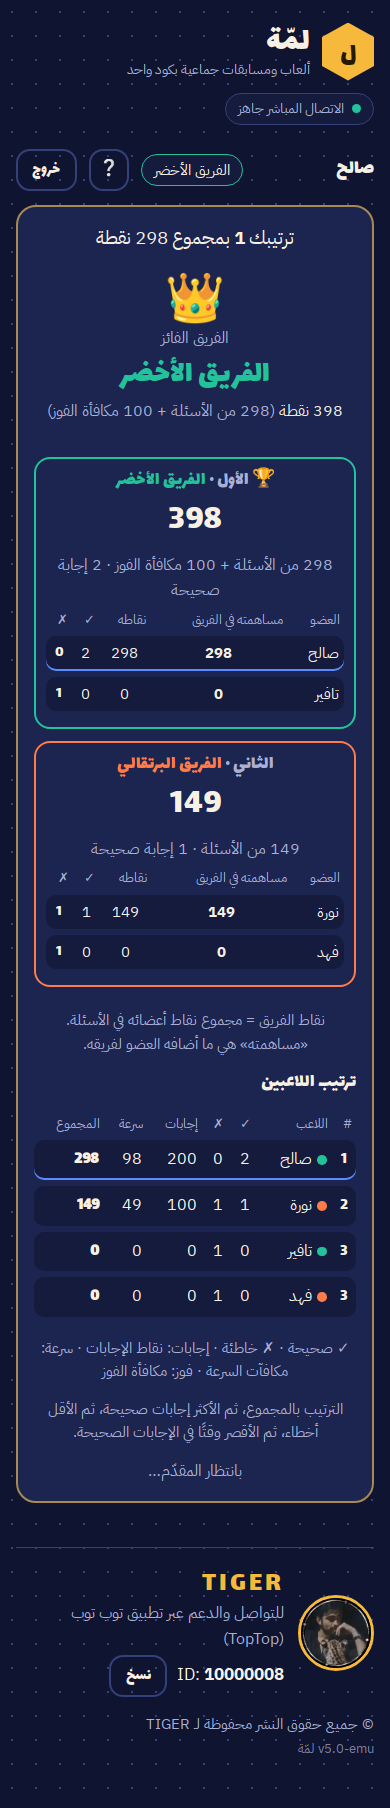 ل
لمّة
ألعاب ومسابقات جماعية بكود واحد
الاتصال المباشر جاهز
صالح
الفريق الأخضر
?
خروج
ترتيبك 1 بمجموع 298 نقطة
الفريق الفائز
الفريق الأخضر
398 نقطة (298 من الأسئلة + 100 مكافأة الفوز)
الأول · الفريق الأخضر
398
298 من الأسئلة + 100 مكافأة الفوز · 2 إجابة
صحيحة
العضو مساهمته في الفريق نقاطه ✓ ✗
صالح 298 298 2 0
تافير 0 0 0 1
الثاني · الفريق البرتقالي
149
149 من الأسئلة · 1 إجابة صحيحة
العضو مساهمته في الفريق نقاطه ✓ ✗
نورة 149 149 1 1
فهد 0 0 0 1
نقاط الفريق = مجموع نقاط أعضائه في الأسئلة.
«مساهمته» هي ما أضافه العضو لفريقه.
ترتيب اللاعبين
# اللاعب ✓ ✗ إجابات سرعة المجموع
1 صالح 2 0 200 98 298
2 نورة 1 1 100 49 149
3 تافير 0 1 0 0 0
3 فهد 0 1 0 0 0
✓ صحيحة · ✗ خاطئة · إجابات: نقاط الإجابات · سرعة:
مكافآت السرعة · فوز: مكافأة الفوز
الترتيب بالمجموع، ثم الأكثر إجابات صحيحة، ثم الأقل
أخطاء، ثم الأقصر وقتًا في الإجابات الصحيحة.
بانتظار المقدّم...
TIGER
للتواصل والدعم عبر تطبيق توب توب
(TopTop)
ID: 10000008
نسخ
© جميع حقوق النشر محفوظة لـ TIGER
لمّة v5.0-emu